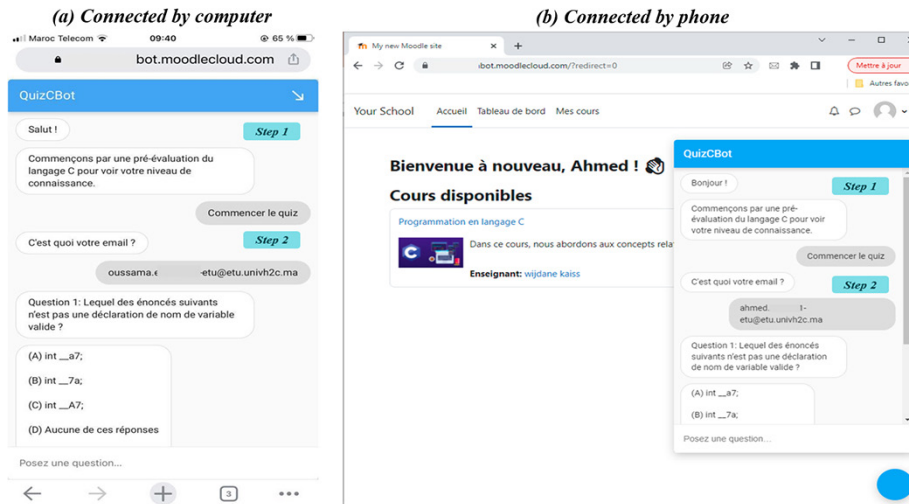 (a) Connected by computer
Maroc Telecom 09:40 65 %
bot.moodlecloud.com
QuizCBot
Salut !
Step 1
Commençons par une pré-évaluation du
langage C pour voir votre niveau de
connaissance.
Commencer le quiz
C'est quoi votre email ?
Step 2
oussama.e -etu@etu.univh2c.ma
Question 1: Lequel des énoncés suivants
n'est pas une déclaration de nom de variable
valide ?
(A) int __a7;
(B) int __7a;
(C) int __A7;
(D) Aucune de ces réponses
Posez une question...
3
(b) Connected by phone
My new Moodle site
bot.moodlecloud.com/?redirect=0
Mettre à jour
Autres favo
Your School Accueil Tableau de bord Mes cours
Bienvenue à nouveau, Ahmed !
Cours disponibles
Programmation en langage C
C
Dans ce cours, nous abordons aux concepts rela
Enseignant: wijdane kaiss
QuizCBot
Bonjour !
Step 1
Commençons par une pré-
évaluation du langage C pour voir
votre niveau de connaissance.
Commencer le quiz
C'est quoi votre email ?
Step 2
ahmed. 1-
etu@etu.univh2c.ma
Question 1: Lequel des énoncés
suivants n'est pas une déclaration
de nom de variable valide ?
(A) int __a7;
(B) int __7a;
Posez une question...